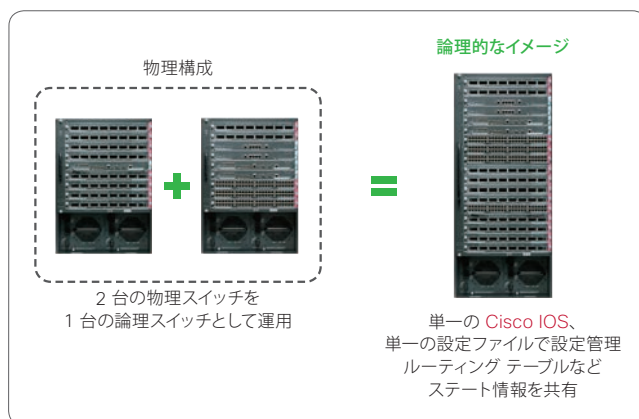 論理的なイメージ
物理構成
2 台の物理スイッチを
1 台の論理スイッチとして運用
単一の Cisco IOS、
単一の設定ファイルで設定管理
ルーティング テーブルなど
ステート情報を共有